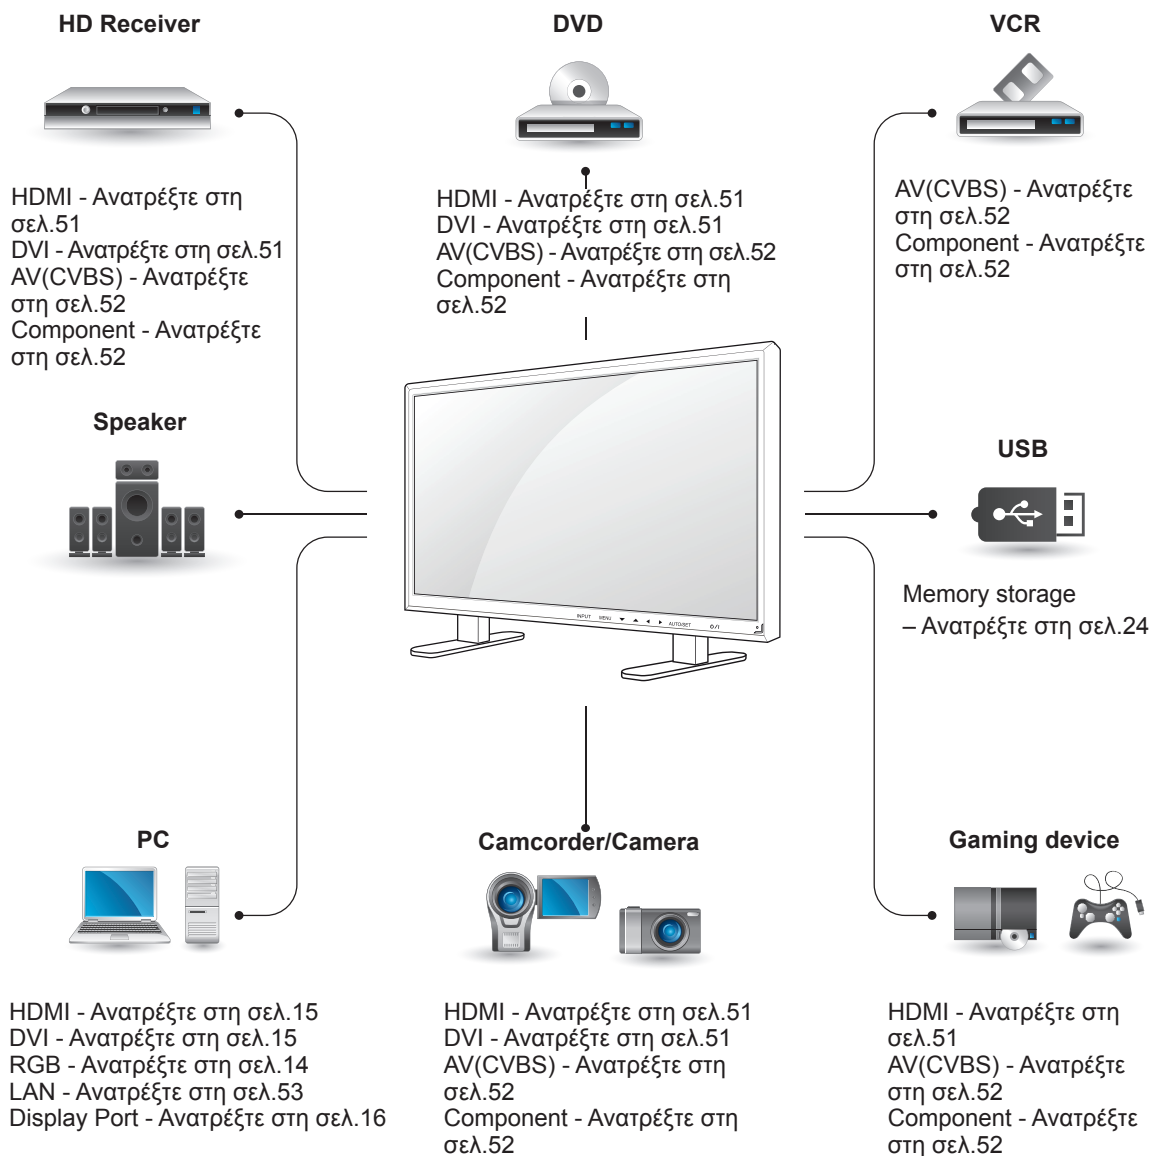 HD Receiver
HDMI - Ανατρέξτε στη
σελ.51
DVI - Ανατρέξτε στη σελ.51
AV(CVBS) - Ανατρέξτε
στη σελ.52
Component - Ανατρέξτε
στη σελ.52
DVD
HDMI - Ανατρέξτε στη σελ.51
DVI - Ανατρέξτε στη σελ.51
AV(CVBS) - Ανατρέξτε στη σελ.52
Component - Ανατρέξτε στη
σελ.52
VCR
AV(CVBS) - Ανατρέξτε
στη σελ.52
Component - Ανατρέξτε
στη σελ.52
Speaker
USB
Memory storage
– Ανατρέξτε στη σελ.24
INPUT MENU ▼ ▲ ◄ ► AUTO/SET ⏻/I
PC
HDMI - Ανατρέξτε στη σελ.15
DVI - Ανατρέξτε στη σελ.15
RGB - Ανατρέξτε στη σελ.14
LAN - Ανατρέξτε στη σελ.53
Display Port - Ανατρέξτε στη σελ.16
Camcorder/Camera
HDMI - Ανατρέξτε στη σελ.51
DVI - Ανατρέξτε στη σελ.51
AV(CVBS) - Ανατρέξτε στη
σελ.52
Component - Ανατρέξτε στη
σελ.52
Gaming device
HDMI - Ανατρέξτε στη
σελ.51
AV(CVBS) - Ανατρέξτε
στη σελ.52
Component - Ανατρέξτε
στη σελ.52